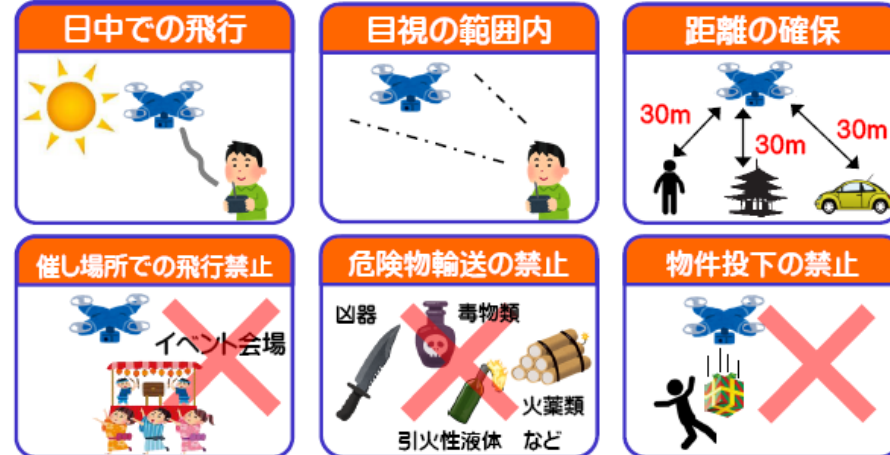 日中での飛行
目視の範囲内
距離の確保
30m
30m
30m
催し場所での飛行禁止
イベント会場
危険物輸送の禁止
凶器
毒物類
火薬類
引火性液体 など
物件投下の禁止